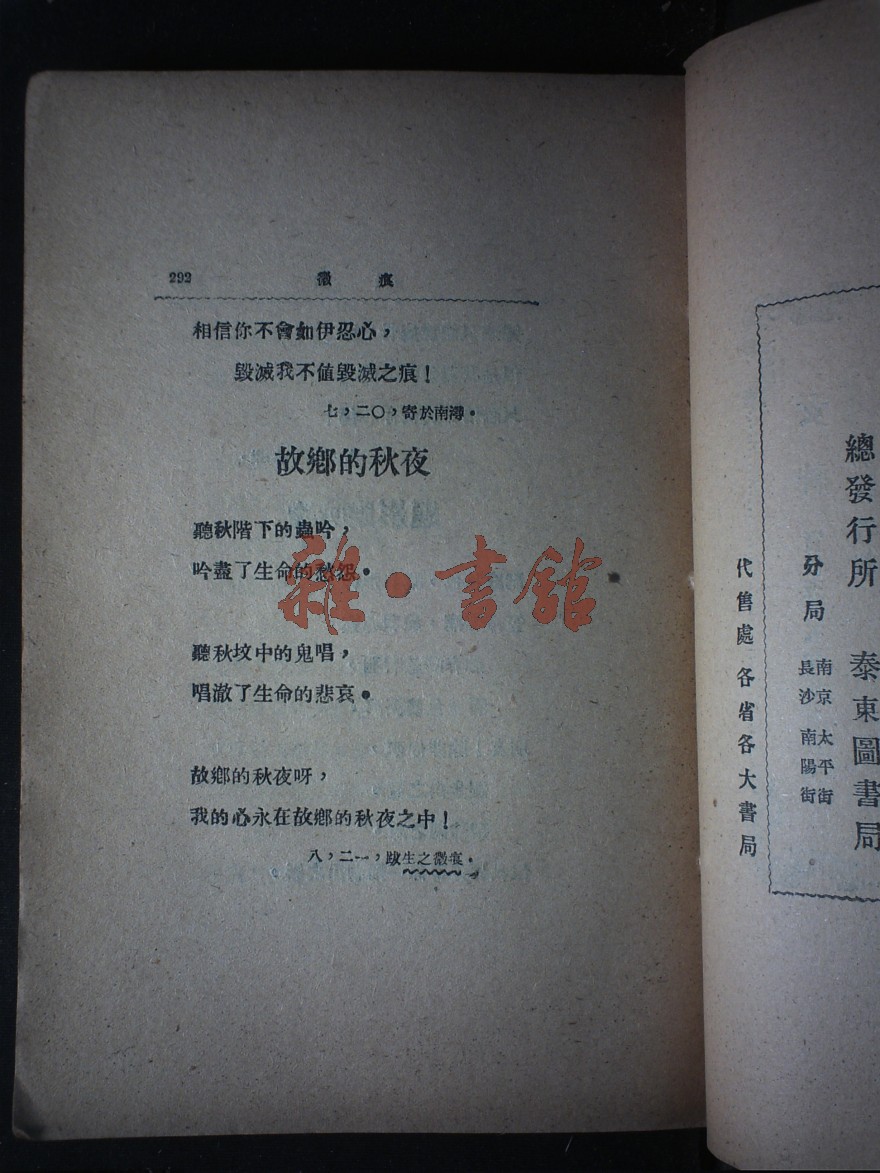 292 微痕
相信你不會如伊忍心，
毀滅我不値毀滅之痕！
七，二〇，寄於南潯。
故鄉的秋夜
聽秋階下的蟲吟，
吟盡了生命的愁怨。
聽秋坟中的鬼唱，
唱澈了生命的悲哀。
故鄉的秋夜呀，
我的心永在故鄉的秋夜之中！
八，二一，跋生之微痕。
雜·書館
總發行所 泰東圖書局
分局
南京 太平街
長沙 南陽街
代售處 各省各大書局